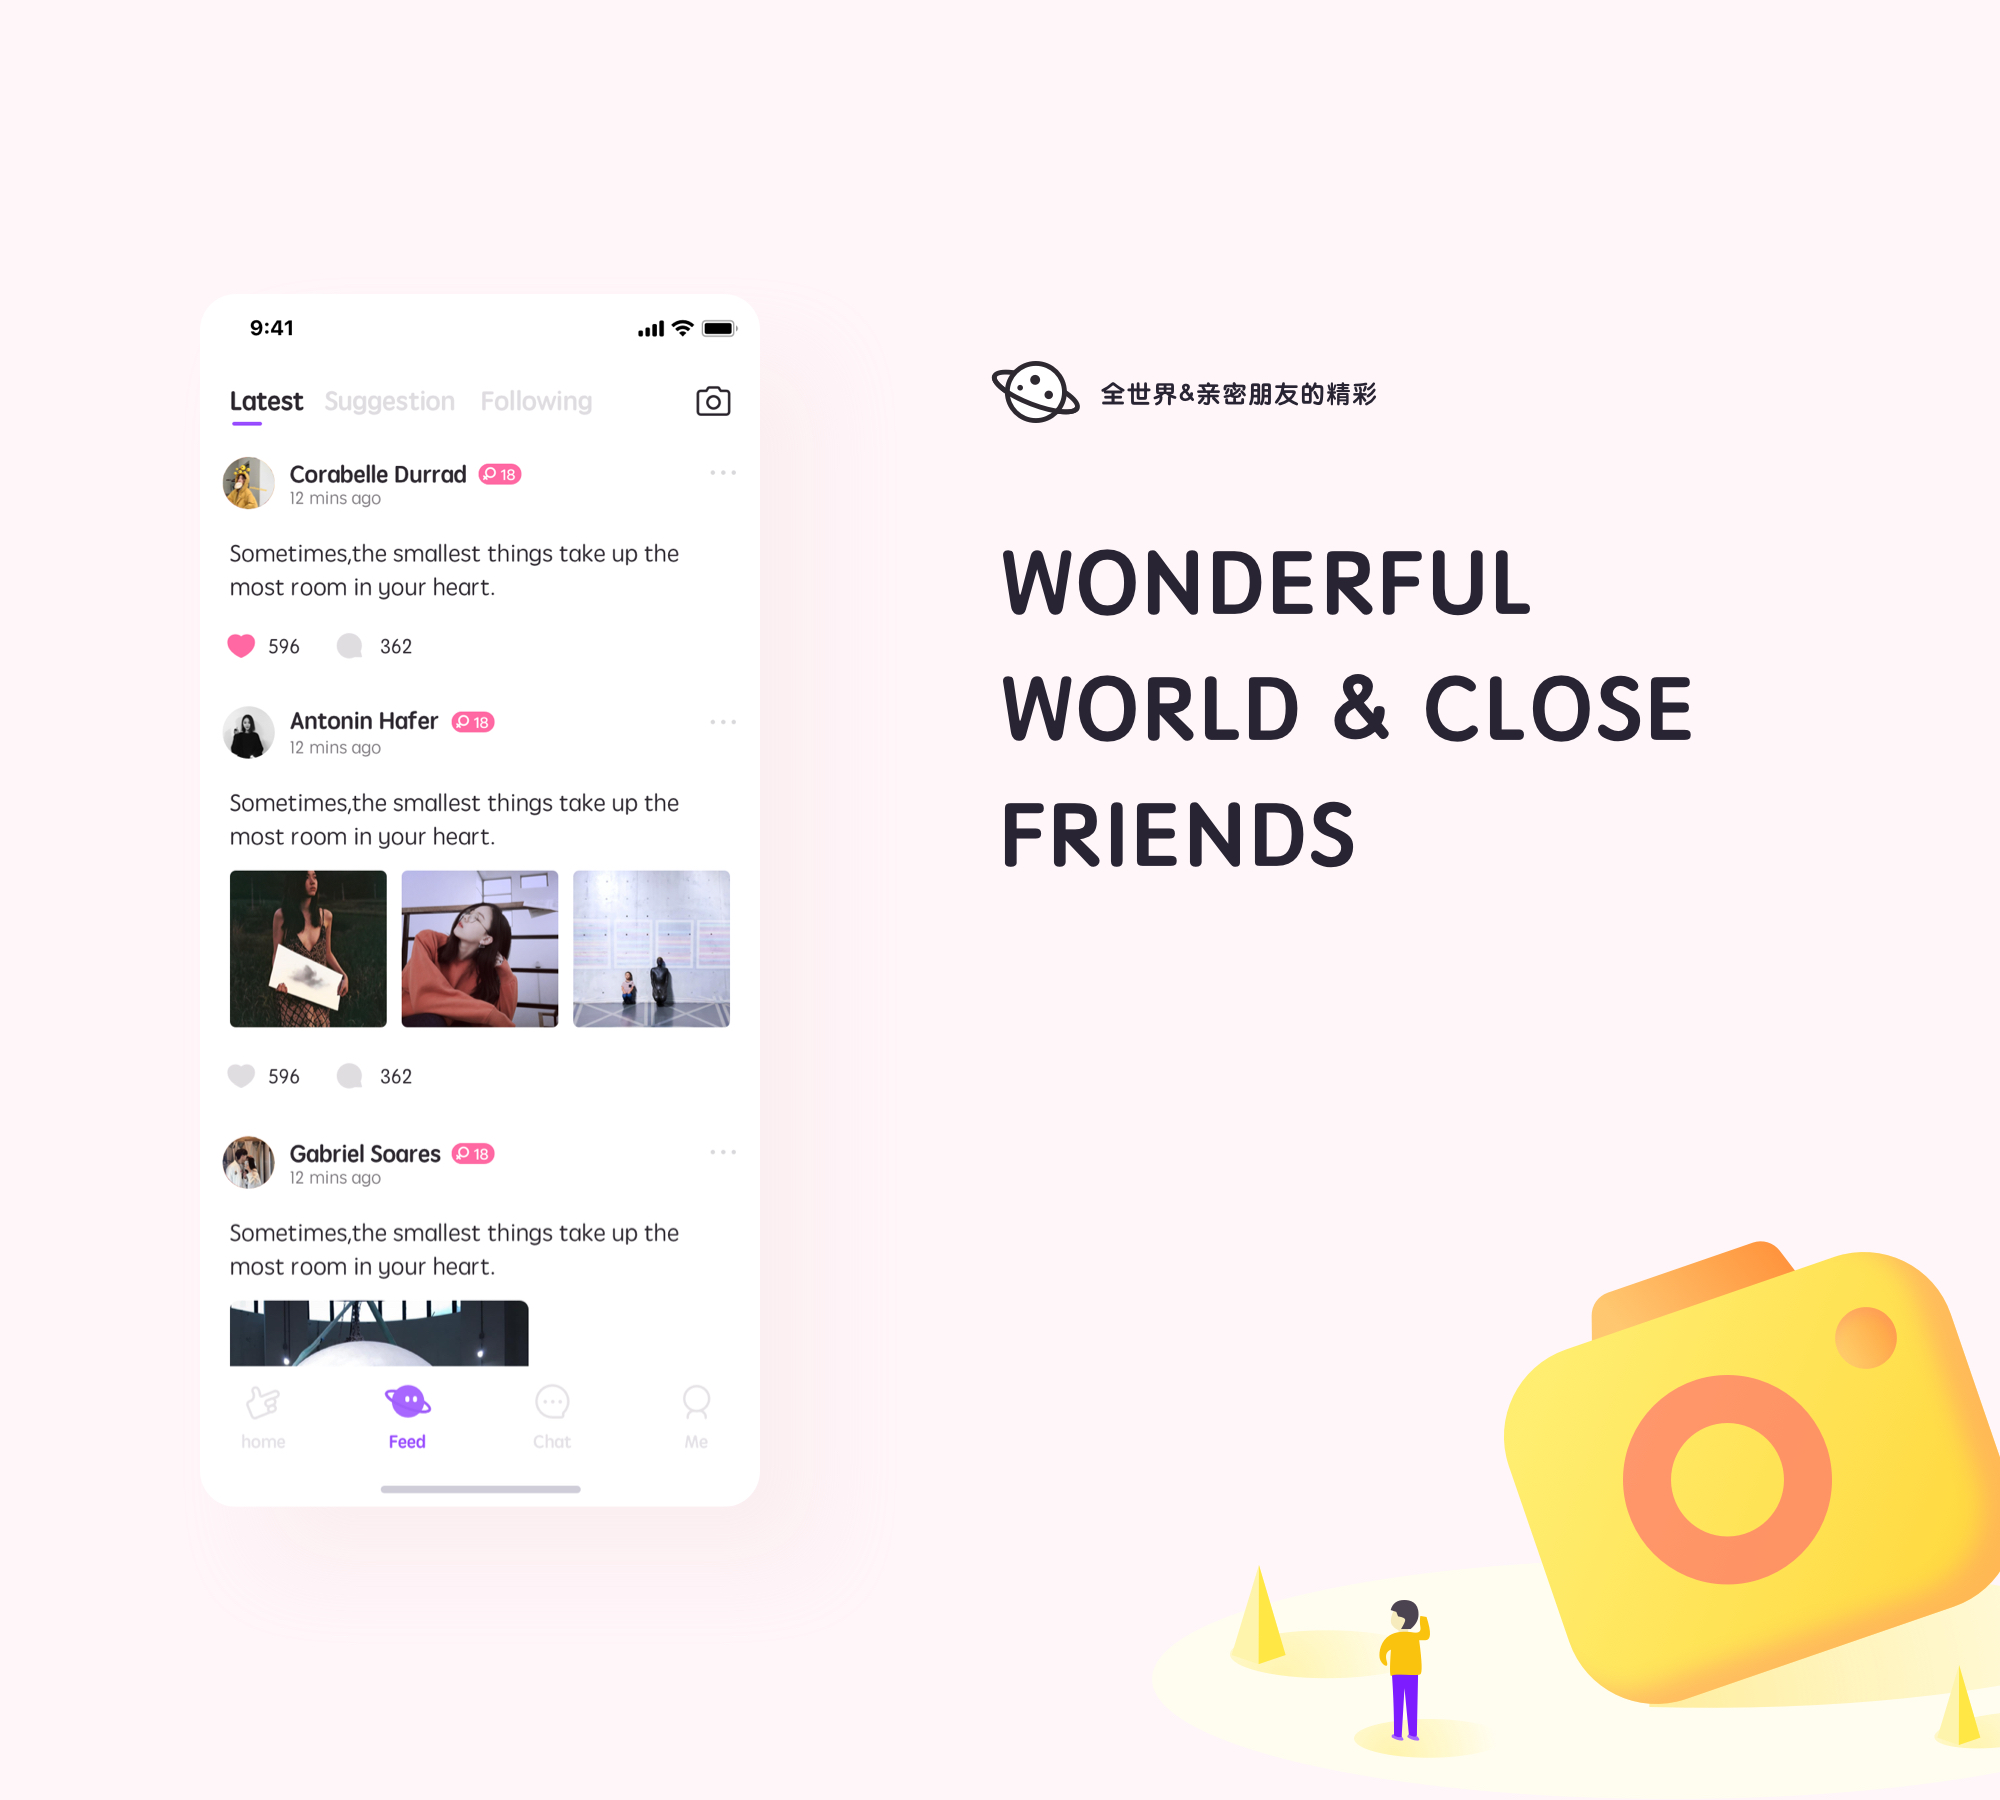 9:41
Latest Suggestion Following
Corabelle Durrad 18
12 mins ago
Sometimes,the smallest things take up the
most room in your heart.
596 362
Antonin Hafer 18
12 mins ago
Sometimes,the smallest things take up the
most room in your heart.
596 362
Gabriel Soares 18
12 mins ago
Sometimes,the smallest things take up the
most room in your heart.
home Feed Chat Me
全世界&亲密朋友的精彩
WONDERFUL
WORLD & CLOSE
FRIENDS